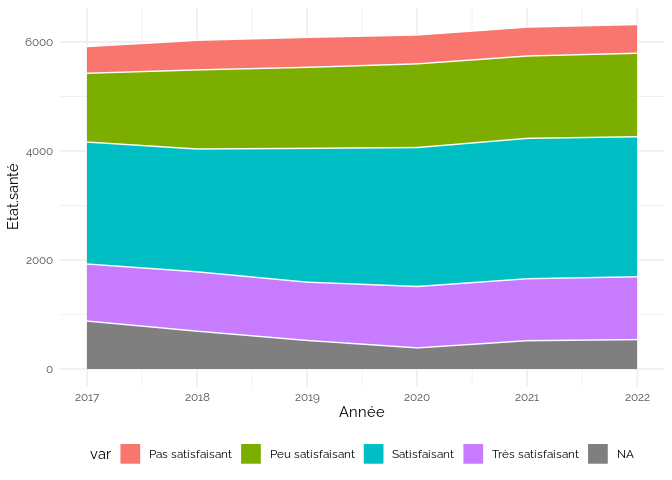 6000
4000
2000
0
Etat.santé
2017 2018 2019 2020 2021 2022
Année
var Pas satisfaisant Peu satisfaisant Satisfaisant Très satisfaisant NA